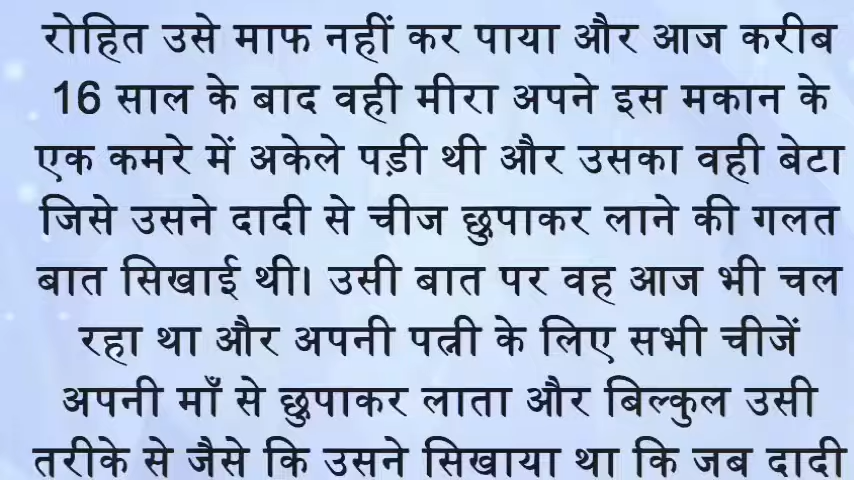 रोहित उसे माफ नहीं कर पाया और आज करीब
16 साल के बाद वही मीरा अपने इस मकान के
एक कमरे में अकेले पड़ी थी और उसका वही बेटा
जिसे उसने दादी से चीज छुपाकर लाने की गलत
बात सिखाई थी। उसी बात पर वह आज भी चल
रहा था और अपनी पत्नी के लिए सभी चीजें
अपनी माँ से छुपाकर लाता और बिल्कुल उसी
तरीके से जैसे कि उसने सिखाया था कि जब दादी